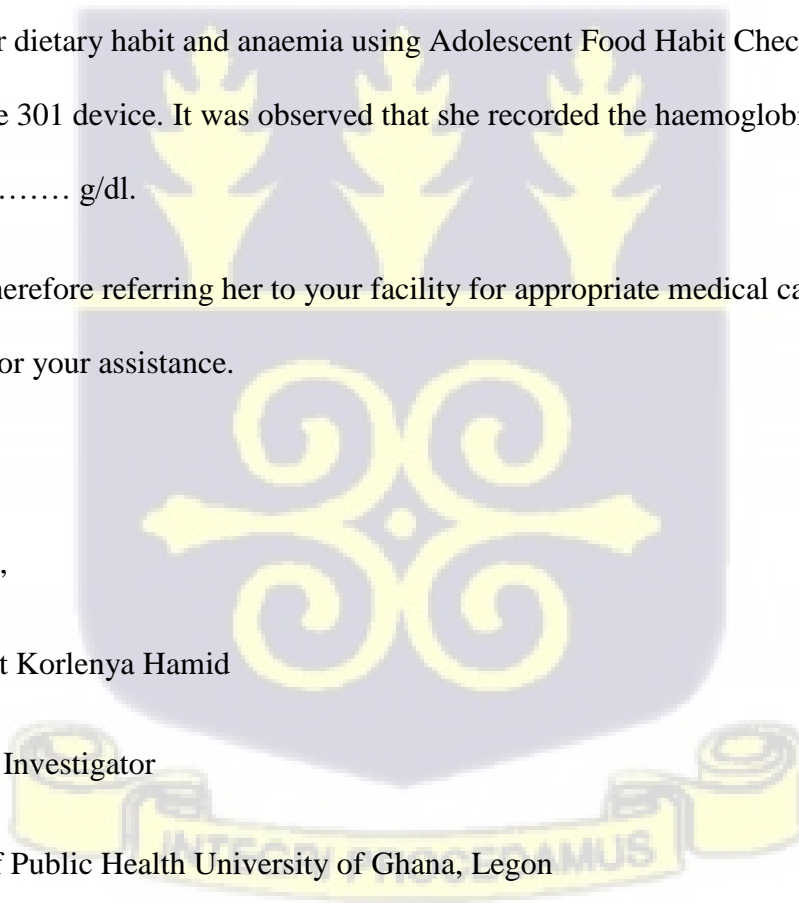 r dietary habit and anaemia using Adolescent Food Habit Chec
e 301 device. It was observed that she recorded the haemoglobi
…… g/dl.
herefore referring her to your facility for appropriate medical ca
or your assistance.
,
t Korlenya Hamid
Investigator
f Public Health University of Ghana, Legon
INTEGRI PROCEDAMUS